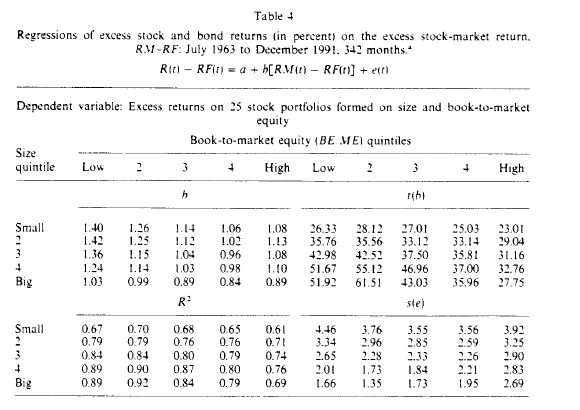 Table 4
Regressions of excess stock and bond returns (in percent) on the excess stock-market return,
RM-RF: July 1963 to December 1991, 342 months.ª
R(t) − RF(t) = a + b[RM(t) − RF(t)] + e(t)
Dependent variable: Excess returns on 25 stock portfolios formed on size and book-to-market
equity
Book-to-market equity (BE ME) quintiles
Size
quintile Low 2 3 4 High Low 2 3 4 High
b t(b)
Small 1.40 1.26 1.14 1.06 1.08 26.33 28.12 27.01 25.03 23.01
2 1.42 1.25 1.12 1.02 1.13 35.76 35.56 33.12 33.14 29.04
3 1.36 1.15 1.04 0.96 1.08 42.98 42.52 37.50 35.81 31.16
4 1.24 1.14 1.03 0.98 1.10 51.67 55.12 46.96 37.00 32.76
Big 1.03 0.99 0.89 0.84 0.89 51.92 61.51 43.03 35.96 27.75
R² s(e)
Small 0.67 0.70 0.68 0.65 0.61 4.46 3.76 3.55 3.56 3.92
2 0.79 0.79 0.76 0.76 0.71 3.34 2.96 2.85 2.59 3.25
3 0.84 0.84 0.80 0.79 0.74 2.65 2.28 2.33 2.26 2.90
4 0.89 0.90 0.87 0.80 0.76 2.01 1.73 1.84 2.21 2.83
Big 0.89 0.92 0.84 0.79 0.69 1.66 1.35 1.73 1.95 2.69